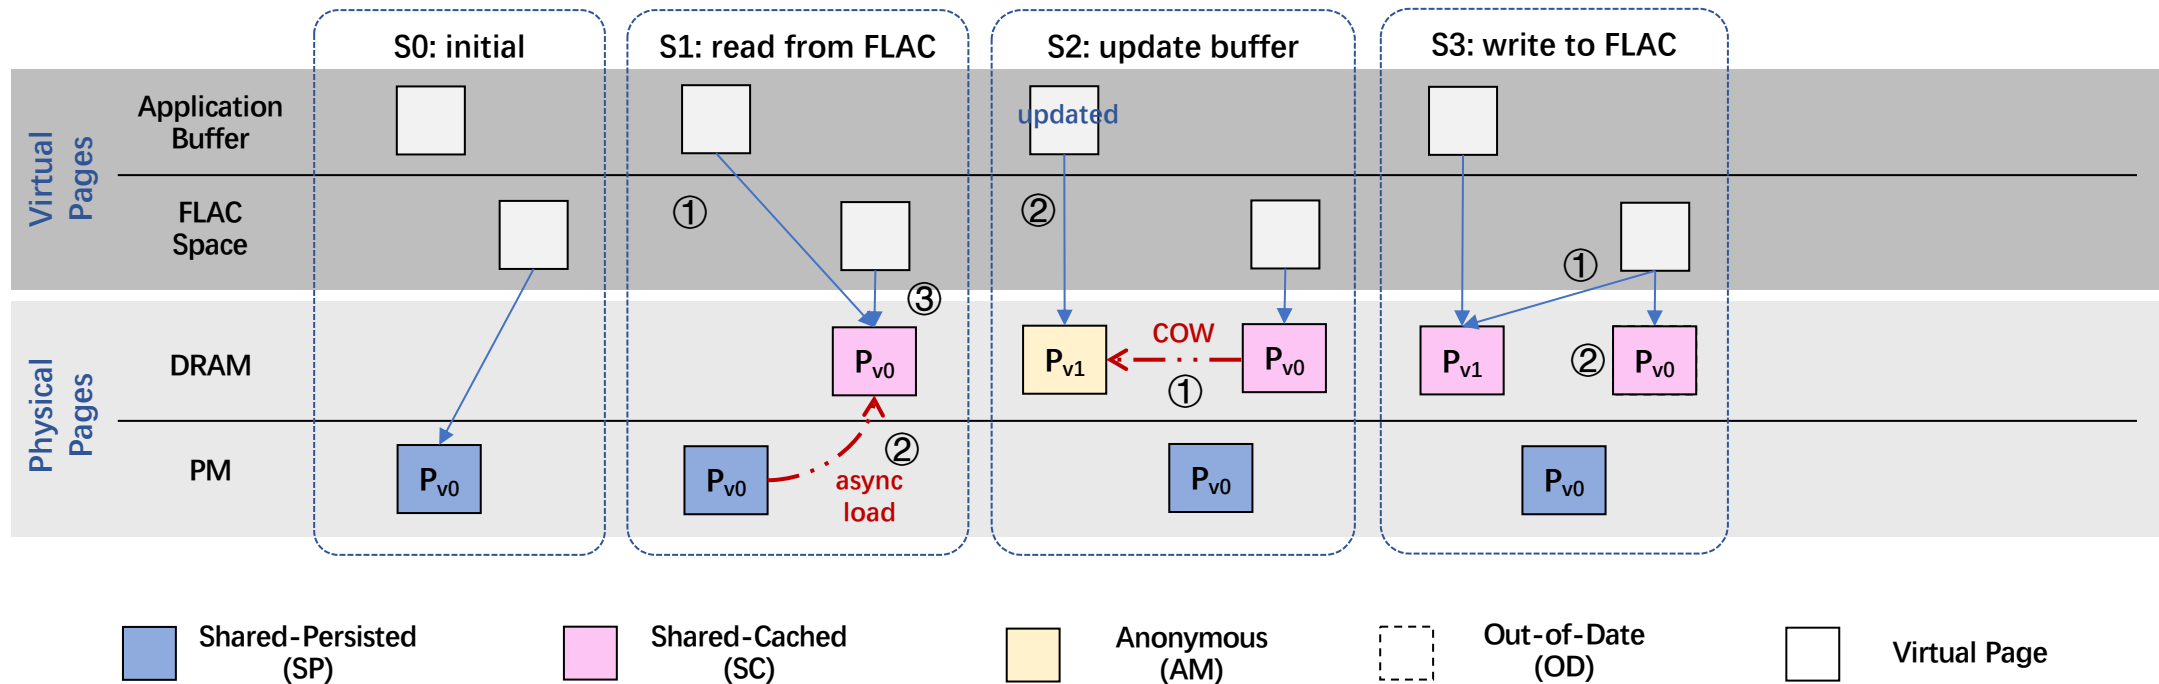 S0: initial
S1: read from FLAC
S2: update buffer
S3: write to FLAC
Virtual
Pages
Application
Buffer
updated
FLAC
Space
①
③
②
①
Physical
Pages
DRAM
Pv0
Pv1
COW
①
Pv0
Pv1
②
Pv0
PM
Pv0
Pv0
②
async
load
Pv0
Pv0
Shared-Persisted
(SP)
Shared-Cached
(SC)
Anonymous
(AM)
Out-of-Date
(OD)
Virtual Page